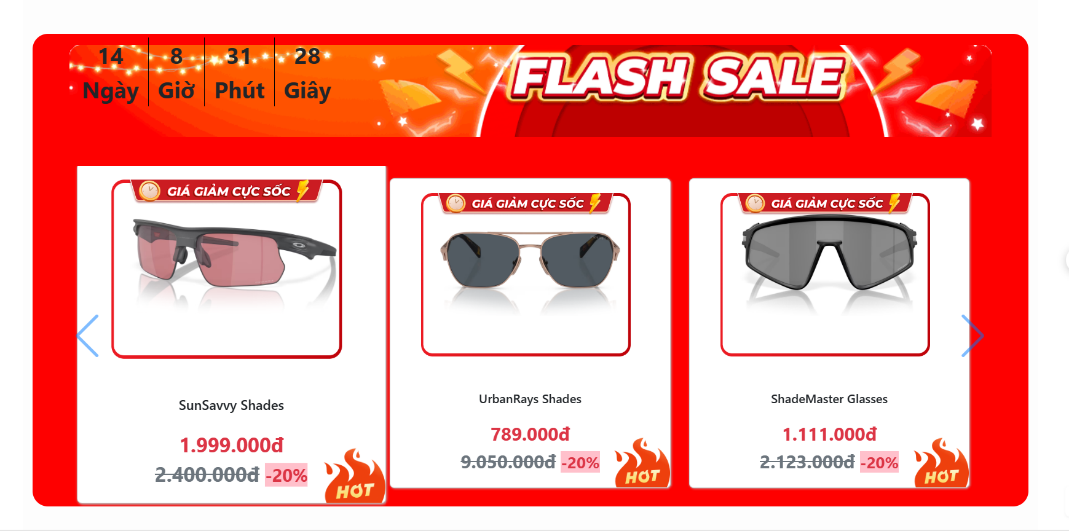 14 8 31 28
Ngày Giờ Phút Giây
FLASH SALE
GIÁ GIẢM CỰC SỐC
SunSavvy Shades
1.999.000đ
2.400.000đ -20%
HOT
GIÁ GIẢM CỰC SỐC
UrbanRays Shades
789.000đ
9.050.000đ -20%
HOT
GIÁ GIẢM CỰC SỐC
ShadeMaster Glasses
1.111.000đ
2.123.000đ -20%
HOT